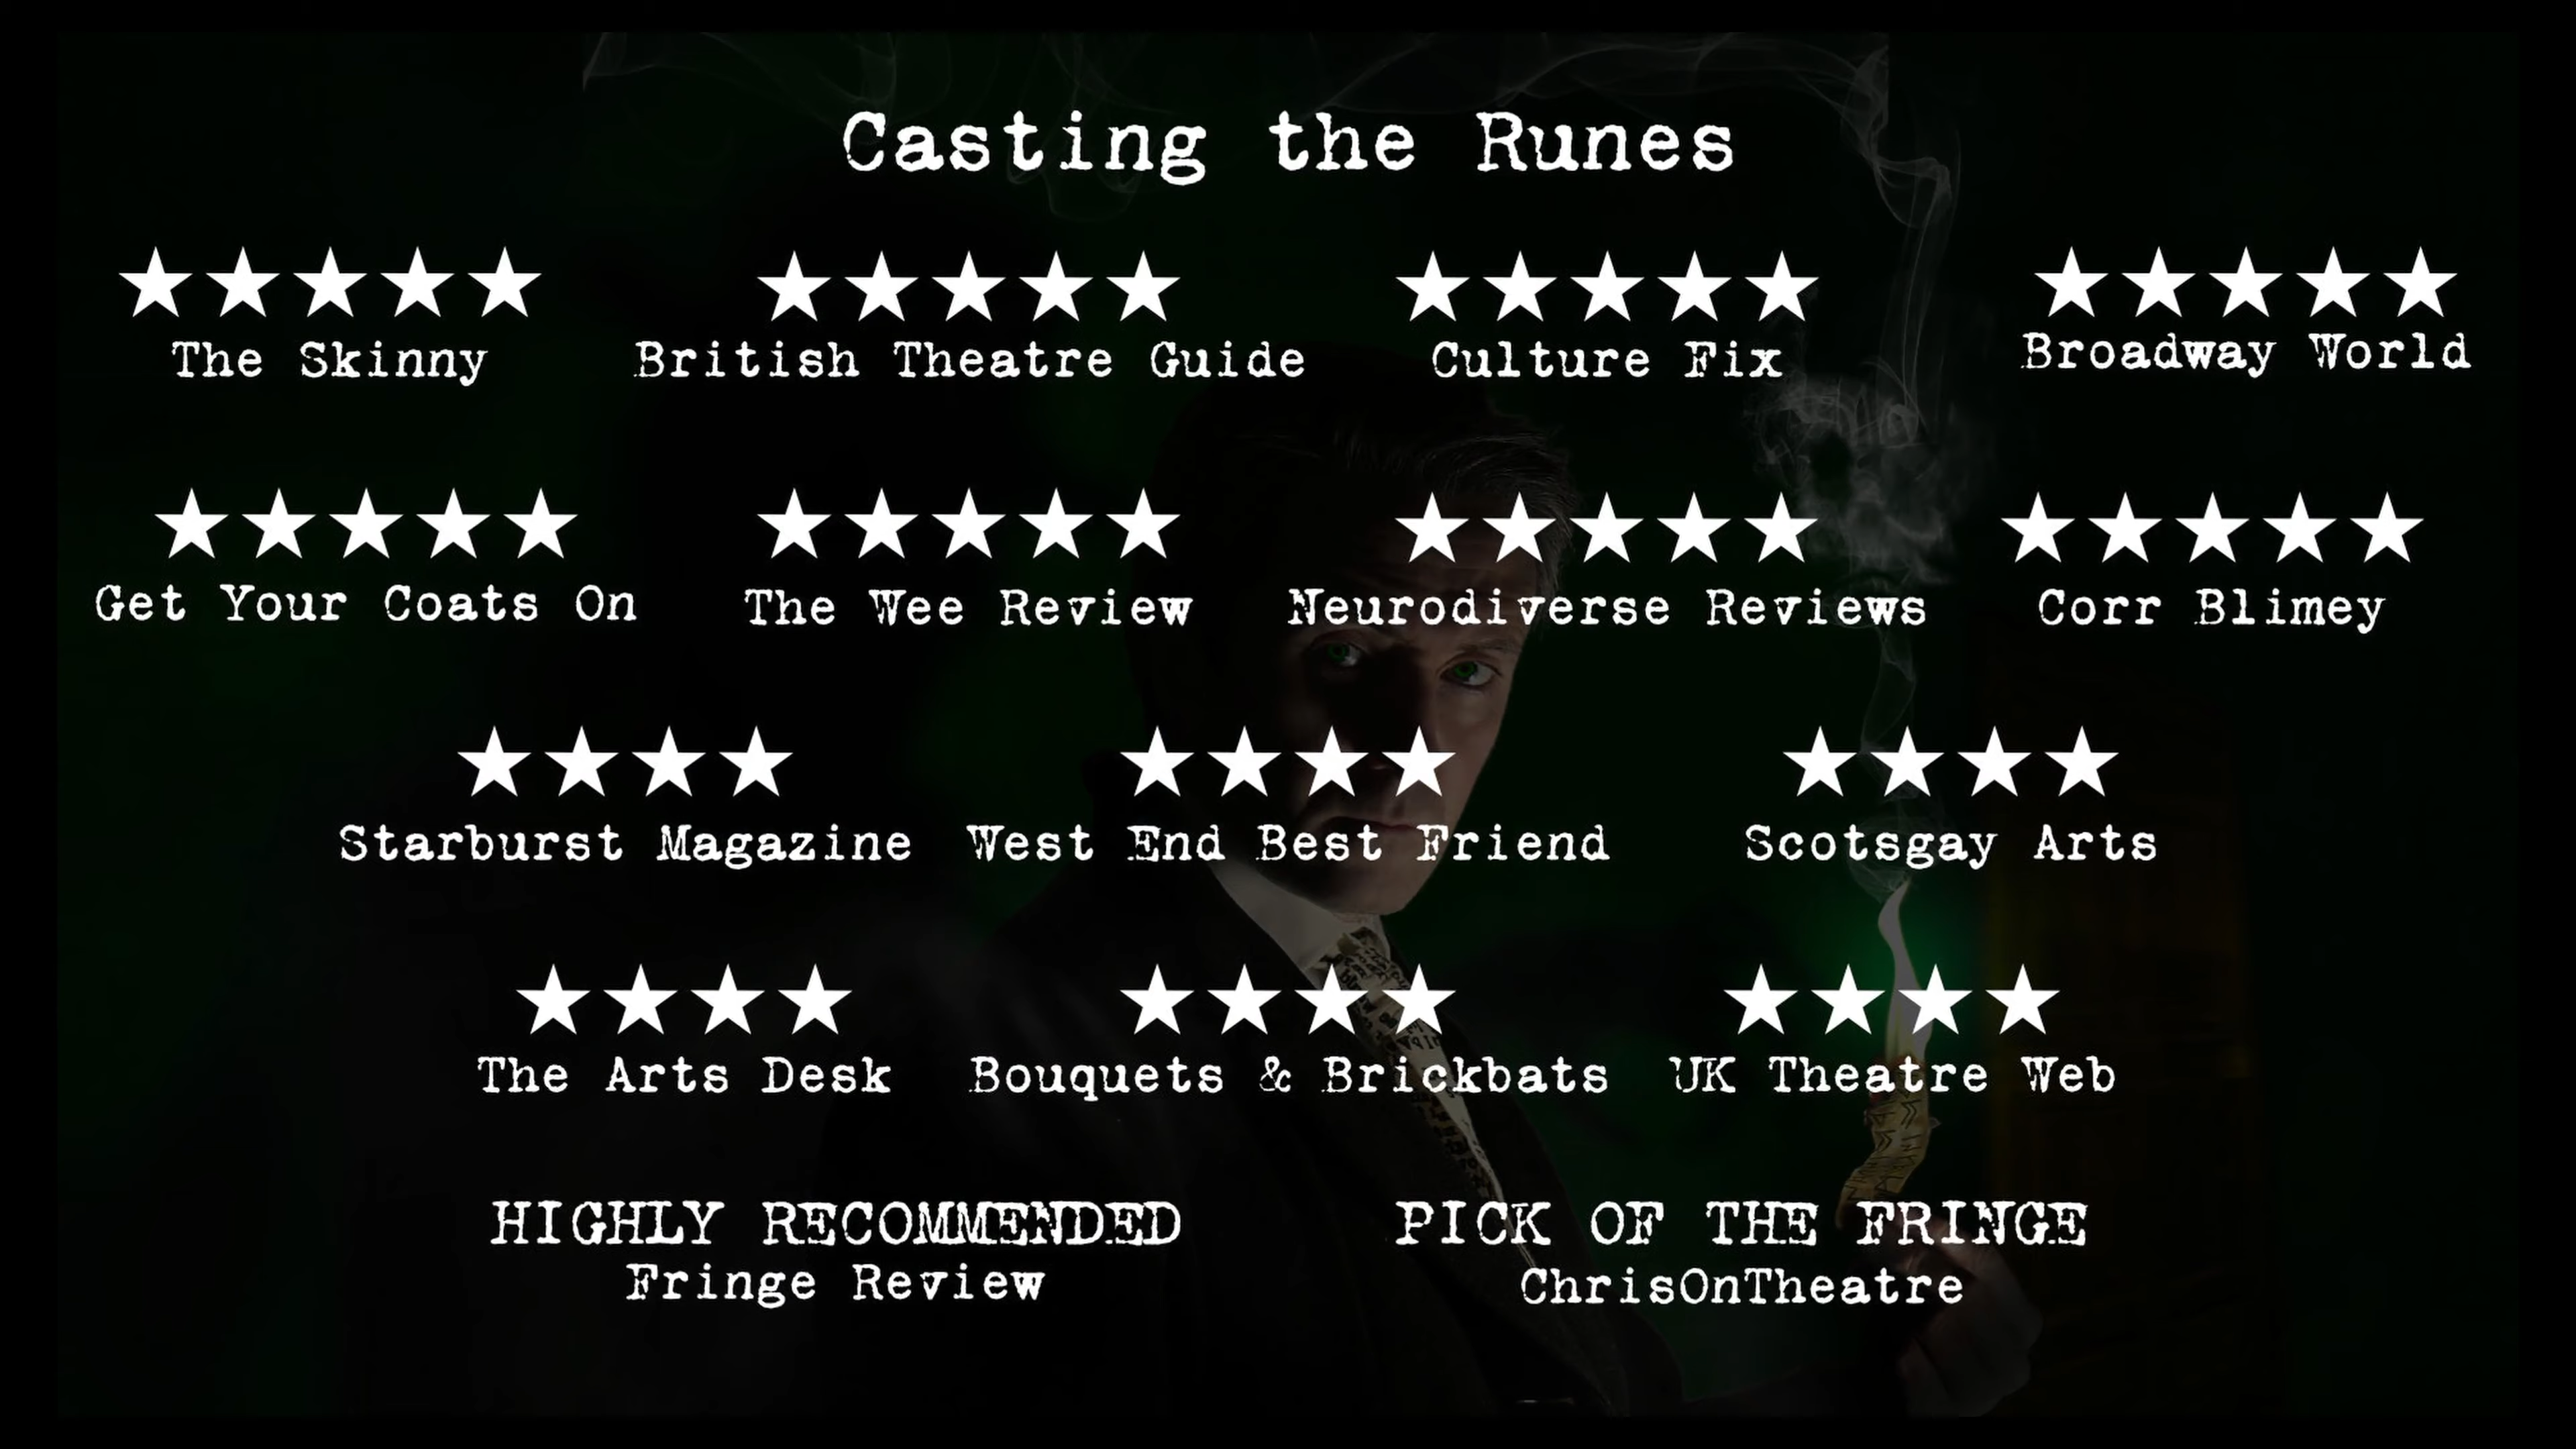 Casting the Runes
★★★★★ ★★★★★ ★★★★★ ★★★★★
The Skinny British Theatre Guide Culture Fix Broadway World
★★★★★ ★★★★★ ★★★★★ ★★★★★
Get Your Coats On The Wee Review Neurodiverse Reviews Corr Blimey
★★★★ ★★★★ ★★★★
Starburst Magazine West End Best Friend Scotsgay Arts
★★★★ ★★★★ ★★★★
The Arts Desk Bouquets & Brickbats UK Theatre Web
HIGHLY RECOMMENDED PICK OF THE FRINGE
Fringe Review ChrisOnTheatre